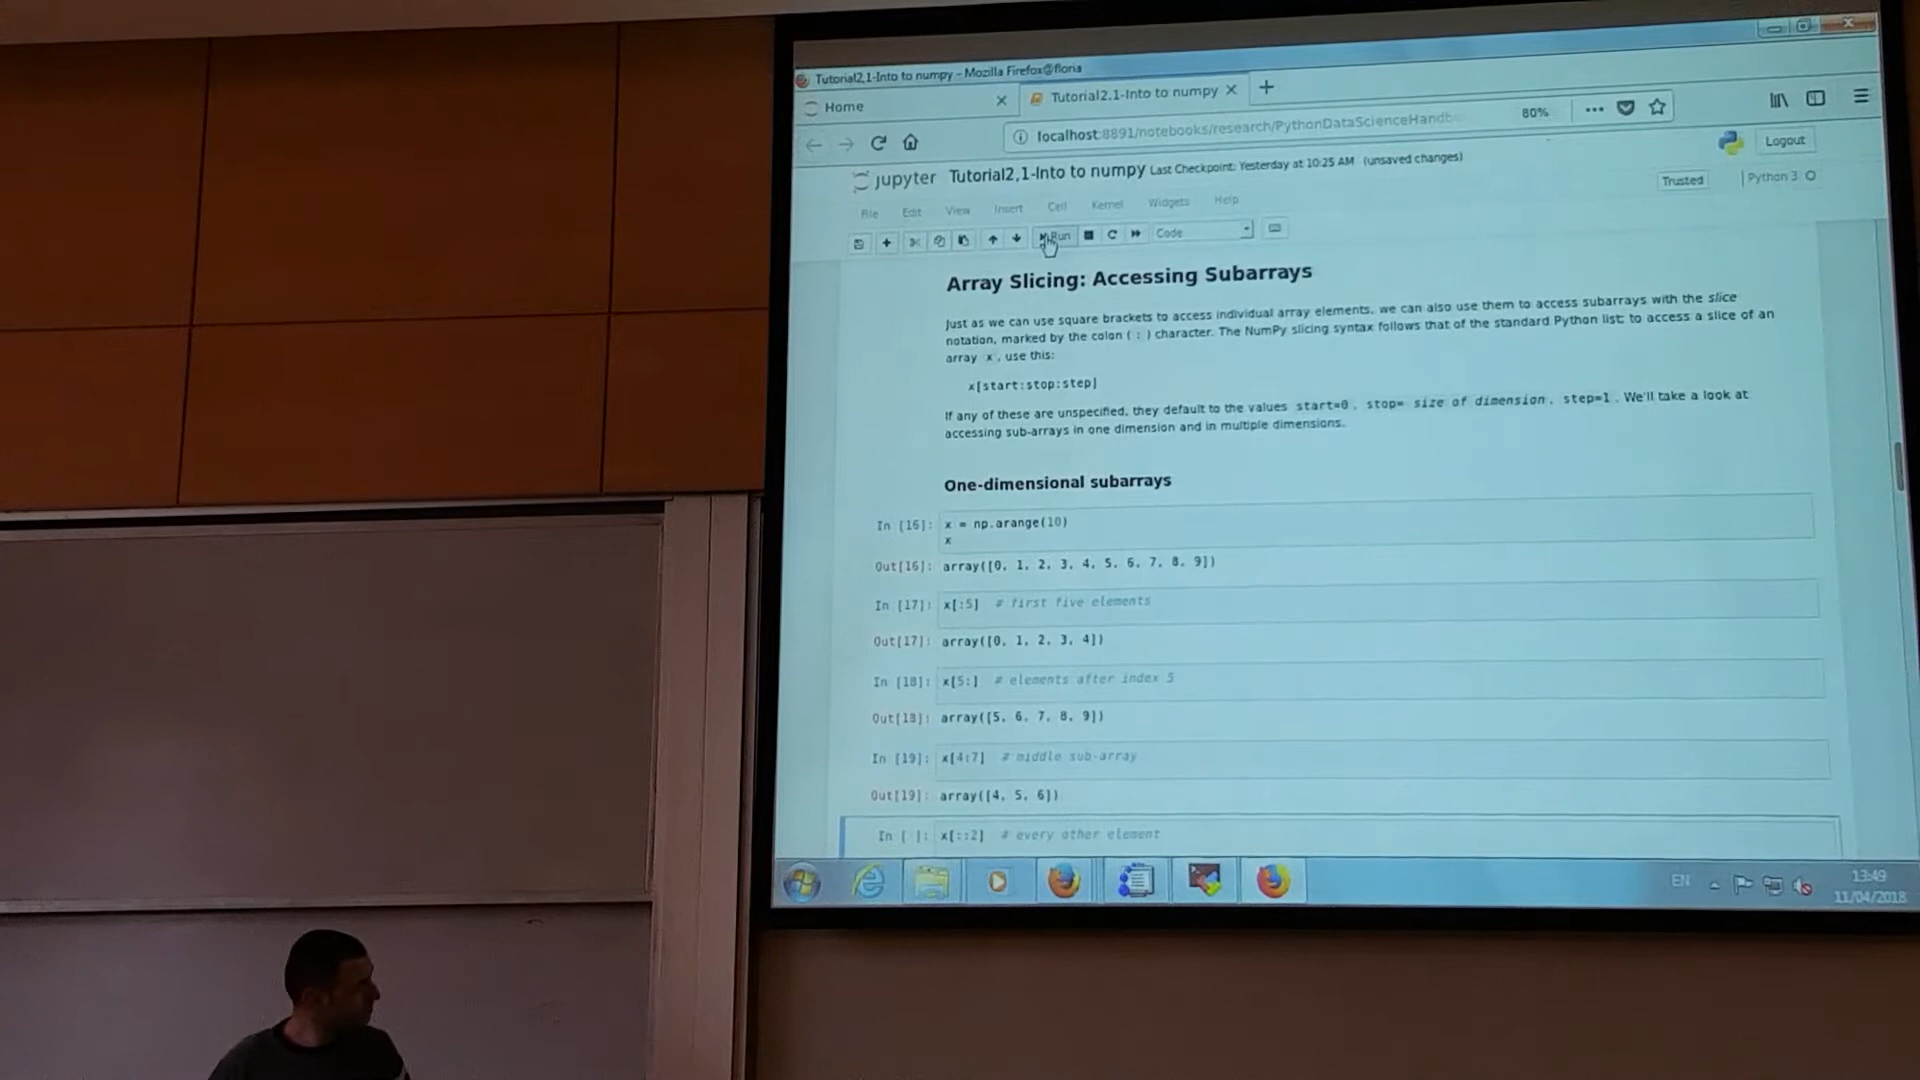 Tutorial2,1-Into to numpy - Mozilla Firefox@floria
Home
Tutorial2,1-Into to numpy
localhost:8891/notebooks/research/PythonDataScienceHandb
80%
jupyter Tutorial2,1-Into to numpy Last Checkpoint: Yesterday at 10:25 AM (unsaved changes)
Logout
File Edit View Insert Cell Kernel Widgets Help
Trusted
Python 3
Run
Code
Array Slicing: Accessing Subarrays
Just as we can use square brackets to access individual array elements, we can also use them to access subarrays with the slice
notation, marked by the colon ( : ) character. The NumPy slicing syntax follows that of the standard Python list; to access a slice of an
array x , use this:
x[start:stop:step]
If any of these are unspecified, they default to the values start=0 , stop= size of dimension , step=1 . We'll take a look at
accessing sub-arrays in one dimension and in multiple dimensions.
One-dimensional subarrays
In [16]: x = np.arange(10)
x
Out[16]: array([0, 1, 2, 3, 4, 5, 6, 7, 8, 9])
In [17]: x[:5] # first five elements
Out[17]: array([0, 1, 2, 3, 4])
In [18]: x[5:] # elements after index 5
Out[18]: array([5, 6, 7, 8, 9])
In [19]: x[4:7] # middle sub-array
Out[19]: array([4, 5, 6])
In [ ]: x[::2] # every other element
EN
13:49
11/04/2018